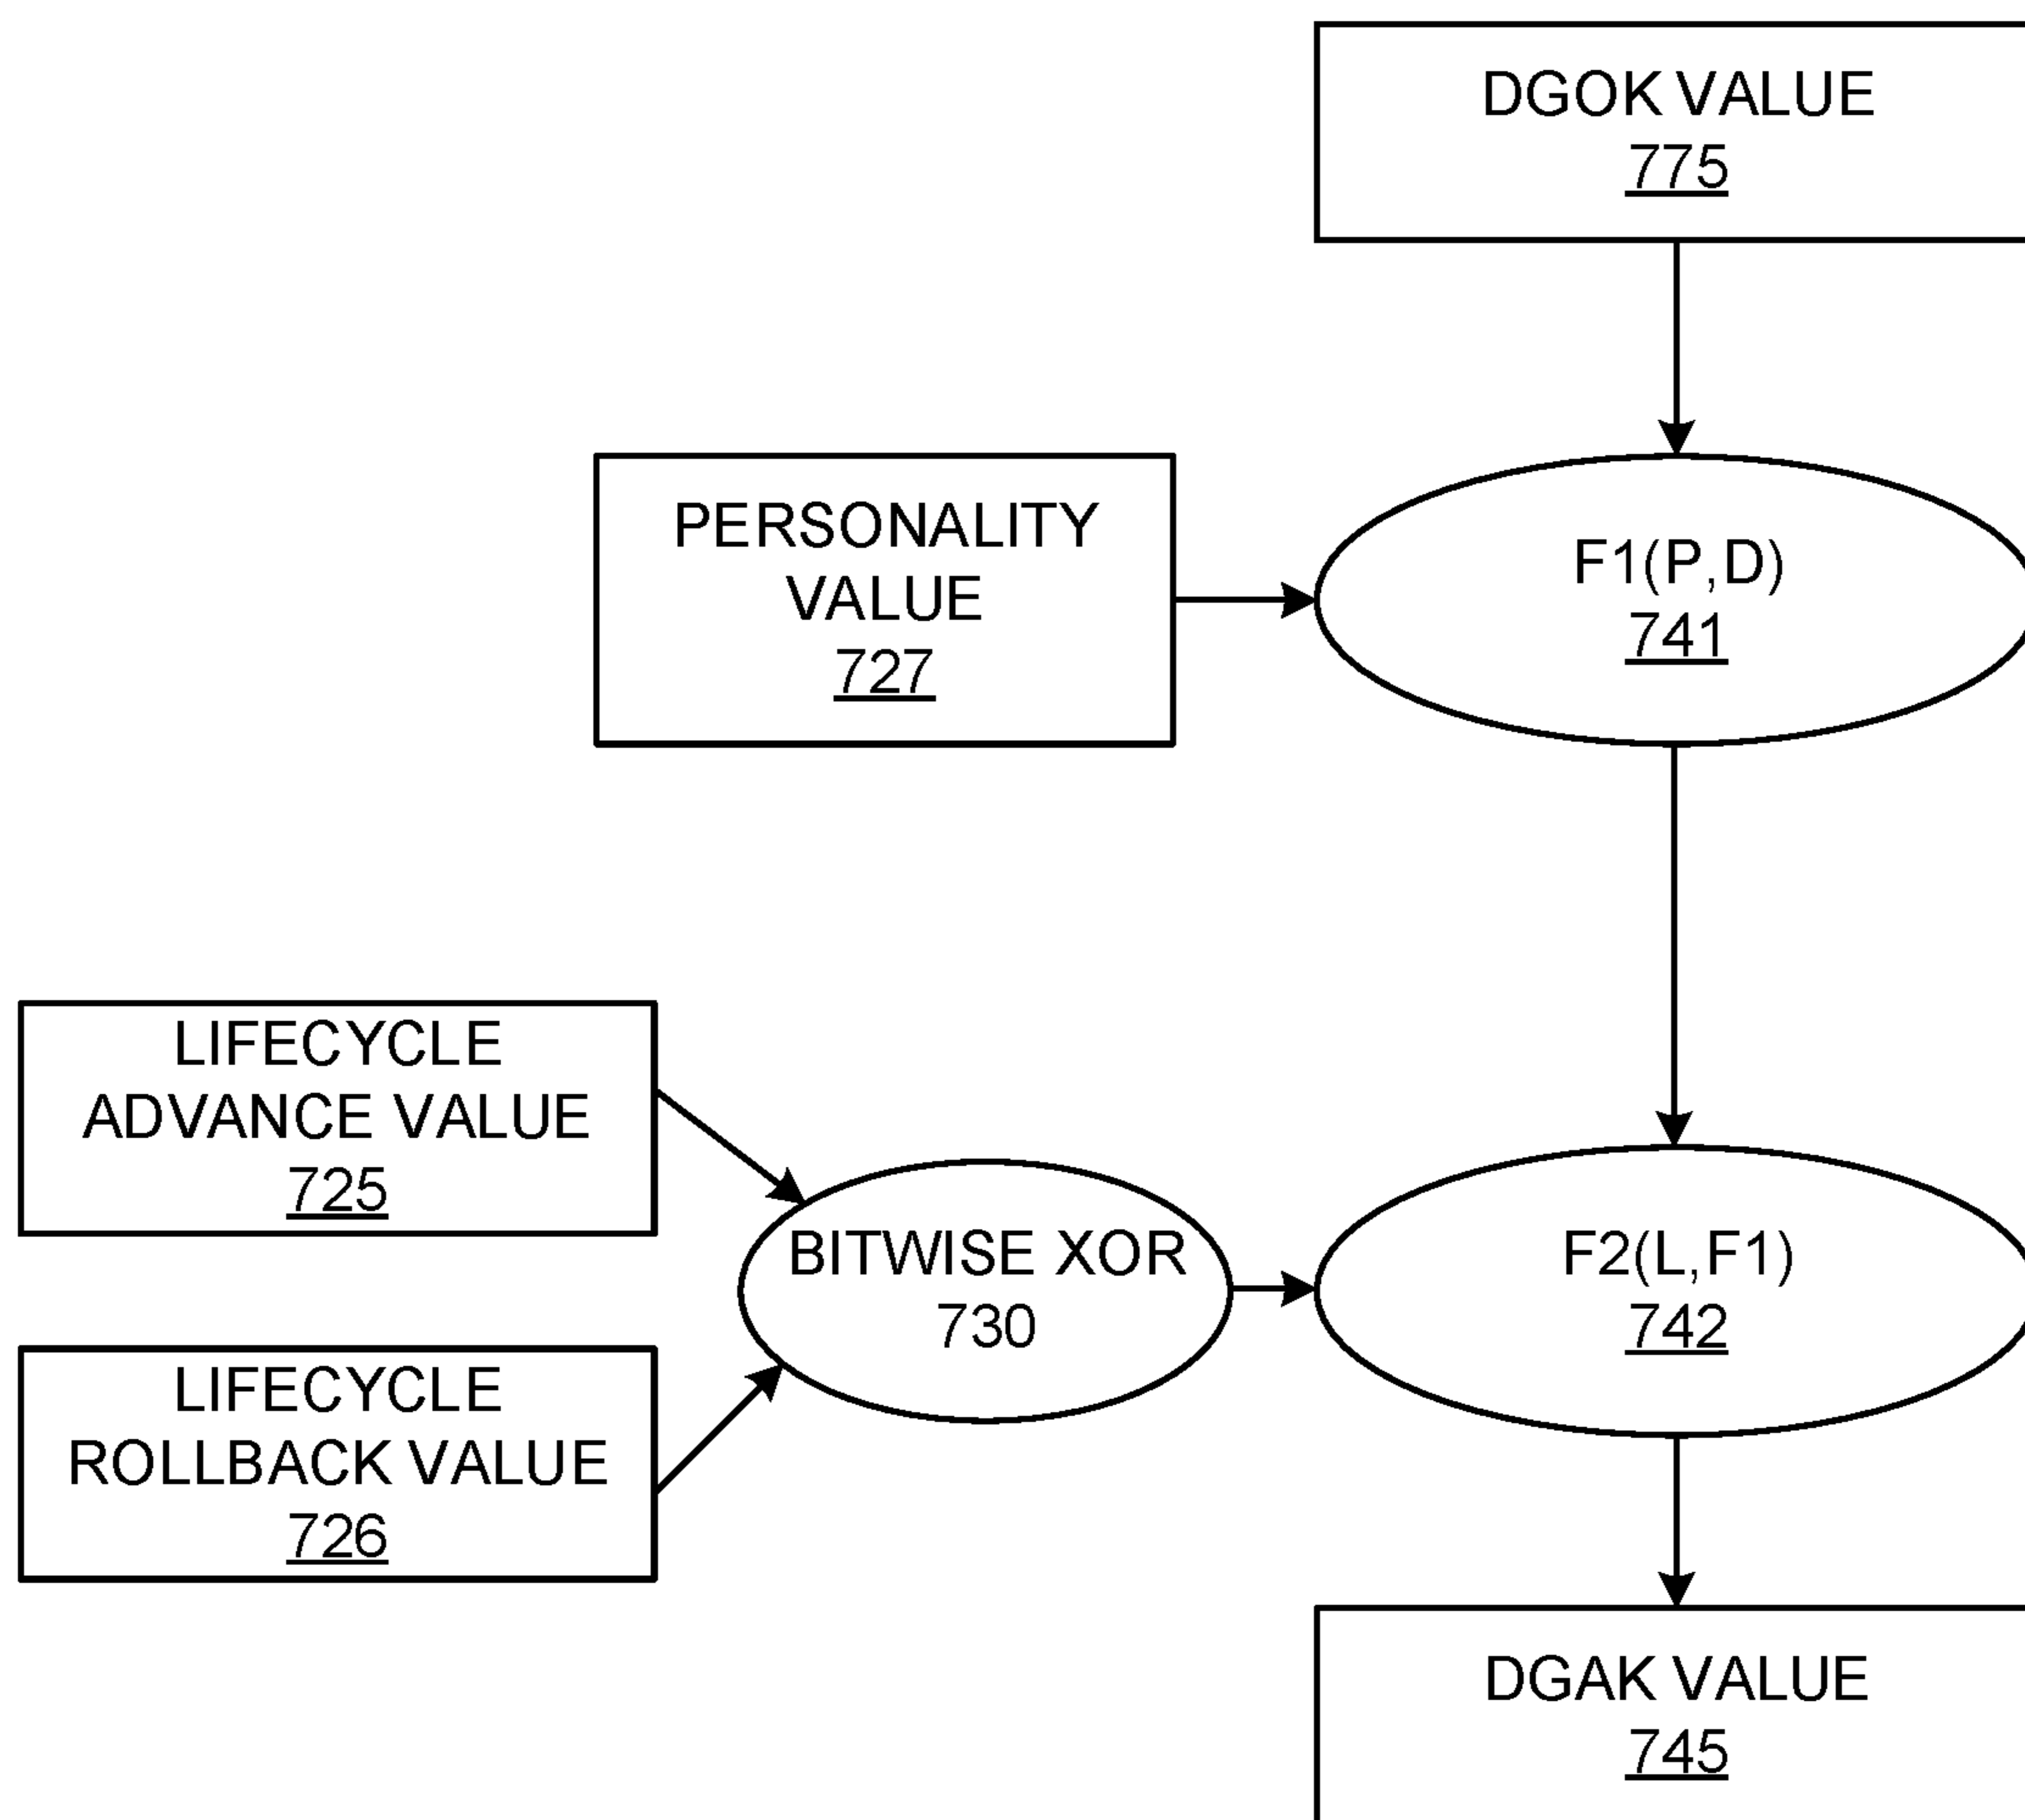 DGOK VALUE
775
PERSONALITY
VALUE
727
F1(P,D)
741
LIFECYCLE
ADVANCE VALUE
725
BITWISE XOR
730
F2(L,F1)
742
LIFECYCLE
ROLLBACK VALUE
726
DGAK VALUE
745